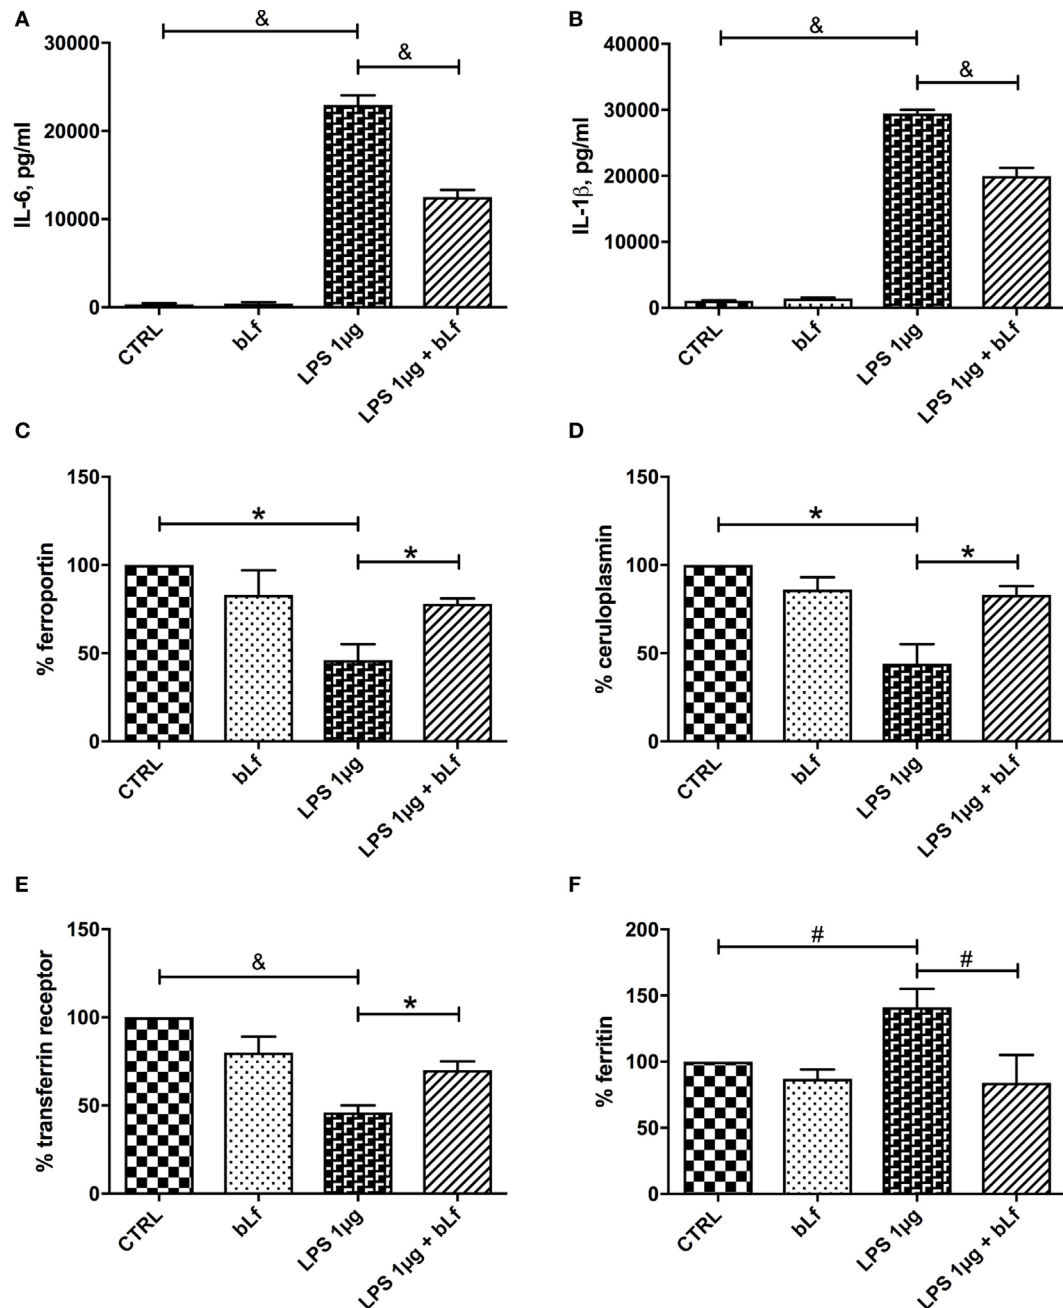 A
&
&
IL-6, pg/ml
30000
20000
10000
0
CTRL
bLf
LPS 1µg
LPS 1µg + bLf
B
&
&
IL-1β, pg/ml
40000
30000
20000
10000
0
CTRL
bLf
LPS 1µg
LPS 1µg + bLf
C
*
*
% ferroportin
150
100
50
0
CTRL
bLf
LPS 1µg
LPS 1µg + bLf
D
*
*
% ceruloplasmin
150
100
50
0
CTRL
bLf
LPS 1µg
LPS 1µg + bLf
E
&
*
% transferrin receptor
150
100
50
0
CTRL
bLf
LPS 1µg
LPS 1µg + bLf
F
#
#
% ferritin
200
150
100
50
0
CTRL
bLf
LPS 1µg
LPS 1µg + bLf